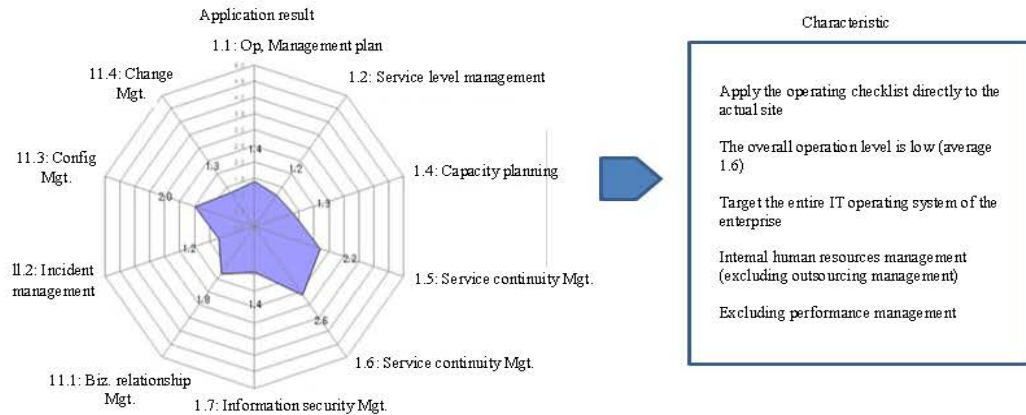 Application result
1.1: Op, Management plan
1.2: Service level management
1.4: Capacity planning
1.5: Service continuity Mgt.
1.6: Service continuity Mgt.
1.7: Information security Mgt.
11.1: Biz. relationship
Mgt.
ll.2: Incident
management
11.3: Config
Mgt.
11.4: Change
Mgt.
1.4
1.2
1.3
2.2
2.6
1.4
1.8
1.2
2.0
1.3
Characteristic
Apply the operating checklist directly to the
actual site
The overall operation level is low (average
1.6)
Target the entire IT operating system of the
enterprise
Internal human resources management
(excluding outsourcing management)
Excluding performance management